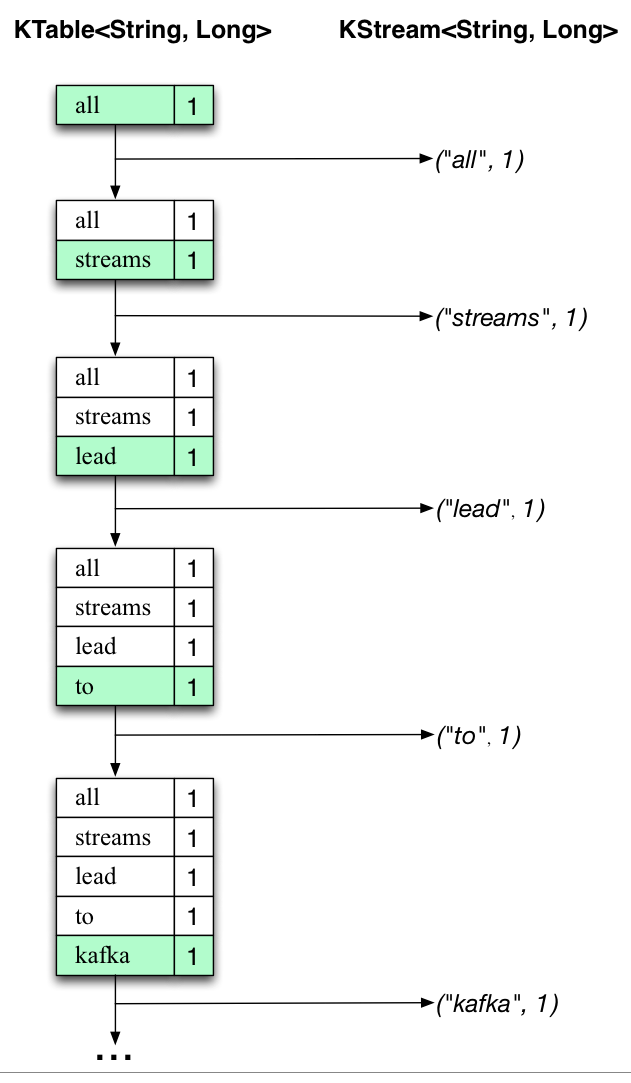 KTable<String, Long> KStream<String, Long>
all 1
("all", 1)
all 1
streams 1
("streams", 1)
all 1
streams 1
lead 1
("lead", 1)
all 1
streams 1
lead 1
to 1
("to", 1)
all 1
streams 1
lead 1
to 1
kafka 1
("kafka", 1)
...